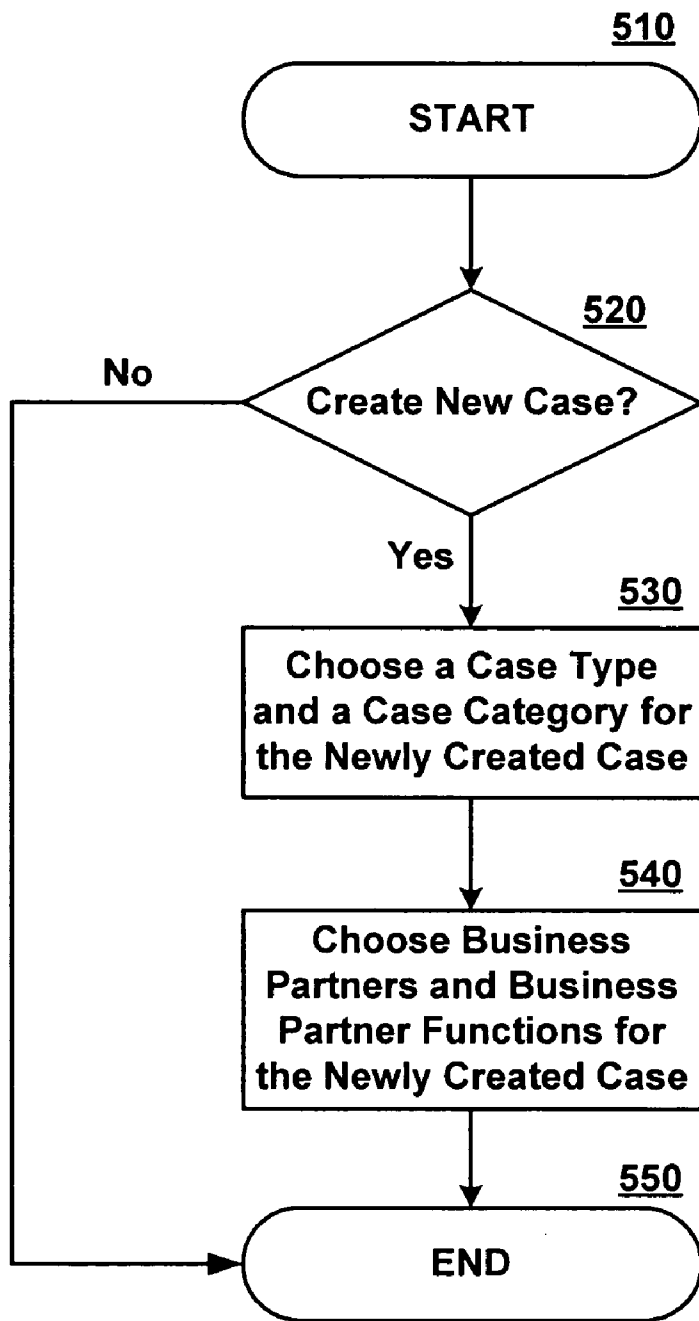 510
START
520
Create New Case?
No
Yes
530
Choose a Case Type
and a Case Category for
the Newly Created Case
540
Choose Business
Partners and Business
Partner Functions for
the Newly Created Case
550
END